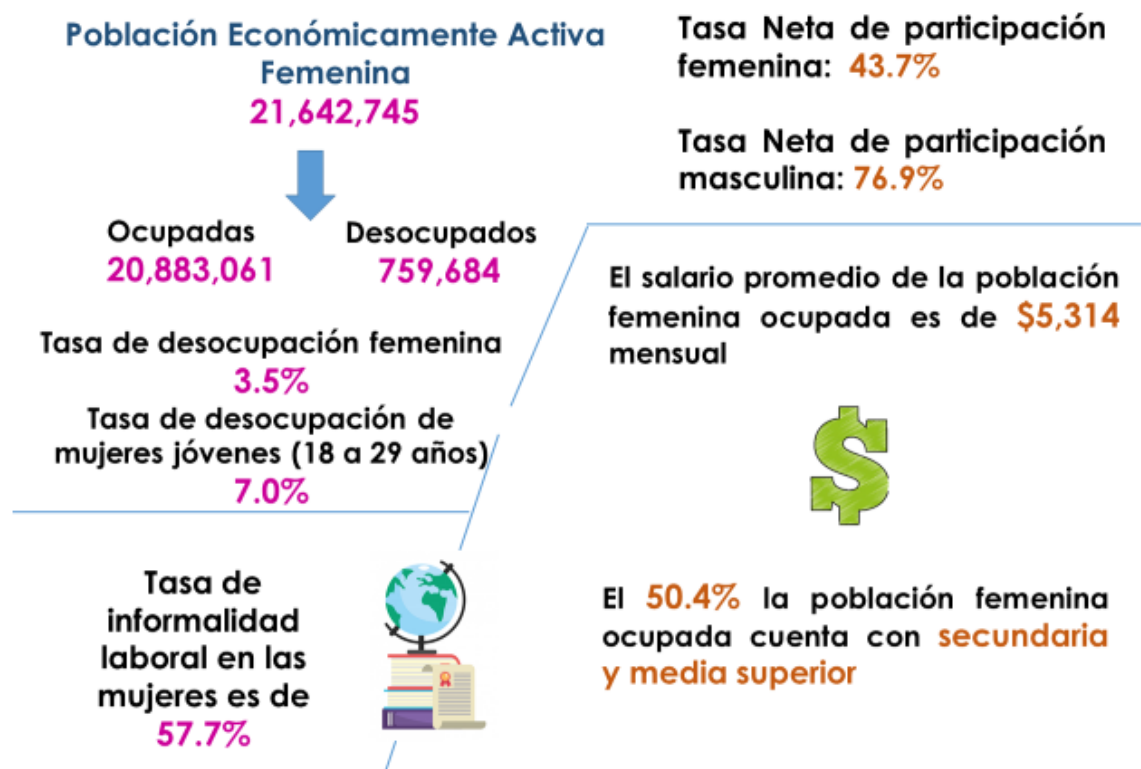 Población Económicamente Activa
Femenina
21,642,745
Ocupadas
20,883,061
Desocupados
759,684
Tasa de desocupación femenina
3.5%
Tasa de desocupación de
mujeres jóvenes (18 a 29 años)
7.0%
Tasa de
informalidad
laboral en las
mujeres es de
57.7%
Tasa Neta de participación
femenina: 43.7%
Tasa Neta de participación
masculina: 76.9%
El salario promedio de la población
femenina ocupada es de $5,314
mensual
$
El 50.4% la población femenina
ocupada cuenta con secundaria
y media superior